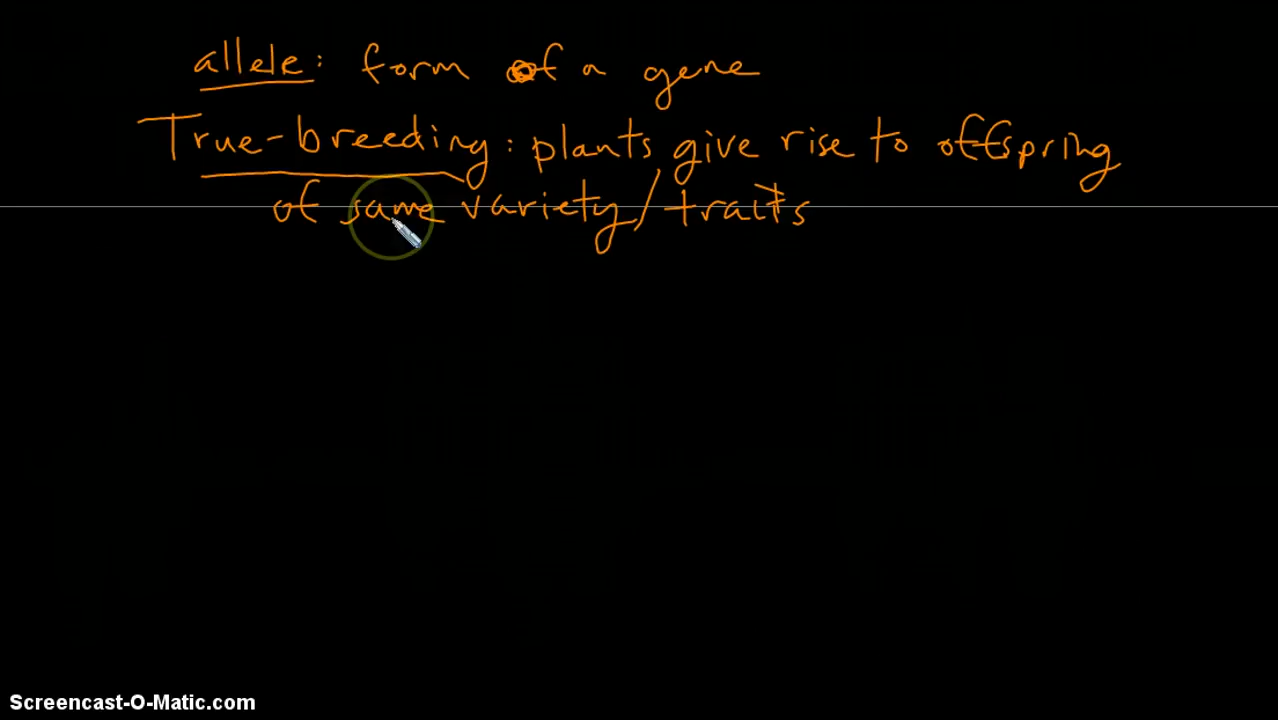 allele: form of a gene
True-breeding: plants give rise to offspring
of same variety/traits
Screencast-O-Matic.com